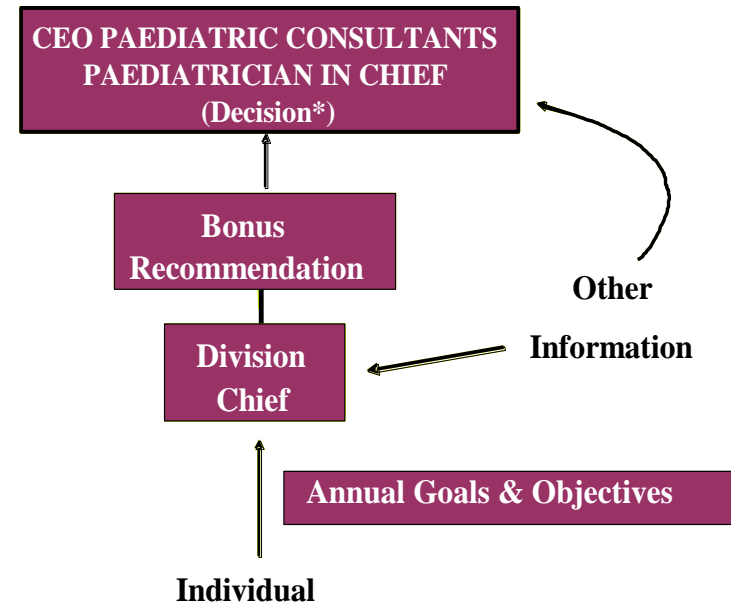 CEO PAEDIATRIC CONSULTANTS
PAEDIATRICIAN IN CHIEF
(Decision*)
Bonus
Recommendation
Other
Information
Division
Chief
Annual Goals & Objectives
Individual